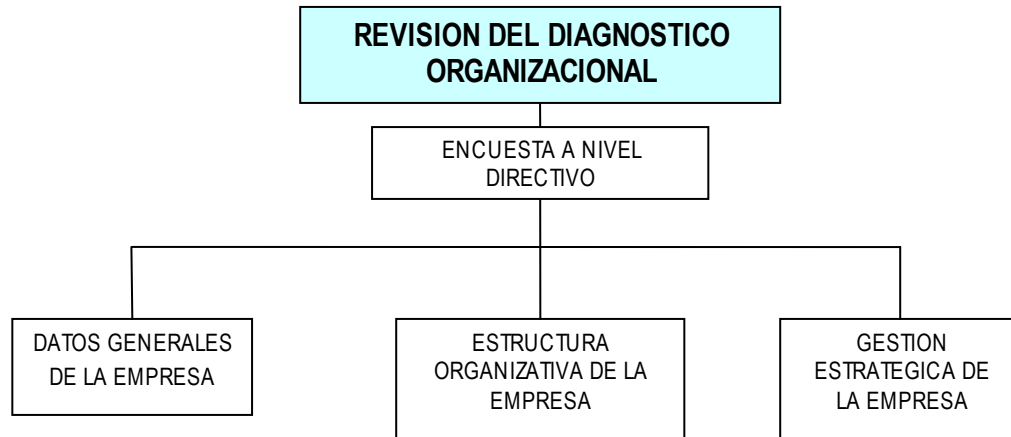 REVISION DEL DIAGNOSTICO
ORGANIZACIONAL
ENCUESTA A NIVEL
DIRECTIVO
DATOS GENERALES
DE LA EMPRESA
ESTRUCTURA
ORGANIZATIVA DE LA
EMPRESA
GESTION
ESTRATEGICA DE
LA EMPRESA